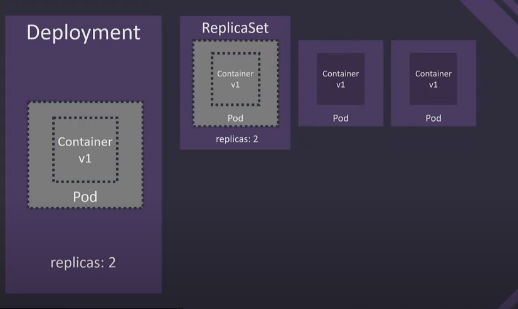 Deployment
Container
v1
Pod
replicas: 2
ReplicaSet
Container
v1
Pod
replicas: 2
Container
v1
Pod
Container
v1
Pod